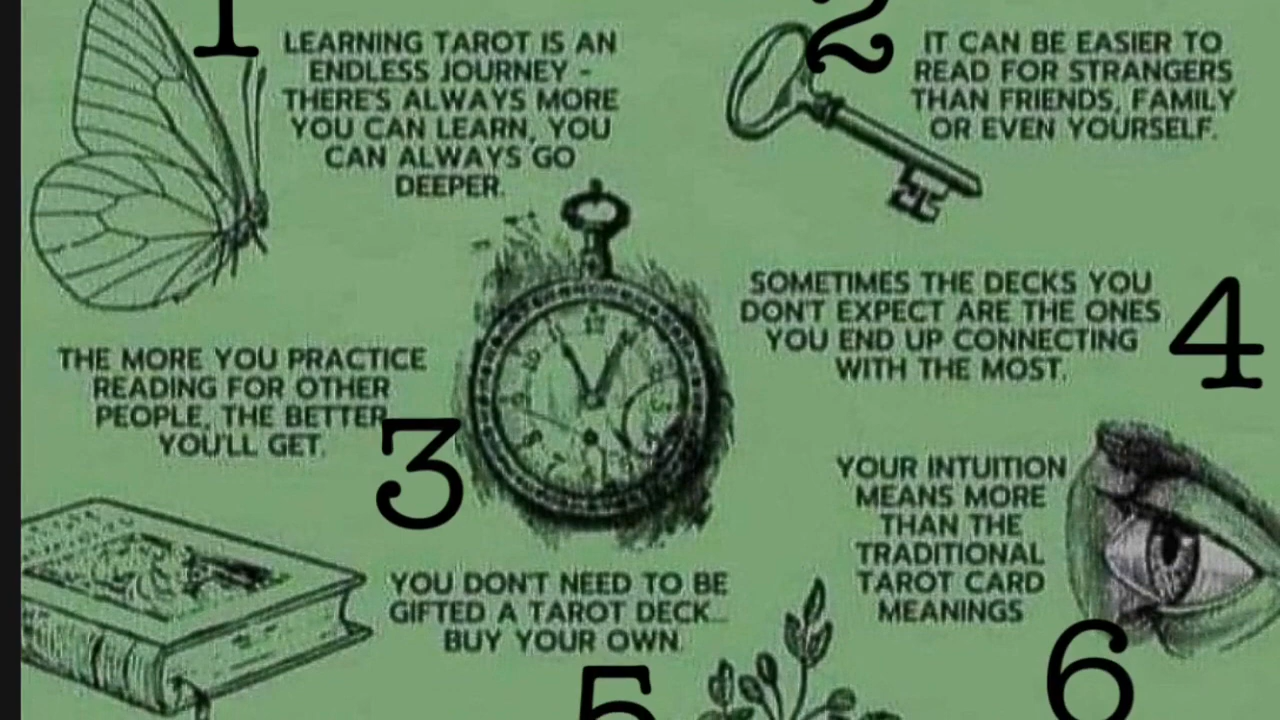 1
LEARNING TAROT IS AN
ENDLESS JOURNEY -
THERE'S ALWAYS MORE
YOU CAN LEARN, YOU
CAN ALWAYS GO
DEEPER.
2
IT CAN BE EASIER TO
READ FOR STRANGERS
THAN FRIENDS, FAMILY
OR EVEN YOURSELF.
THE MORE YOU PRACTICE
READING FOR OTHER
PEOPLE, THE BETTER
YOU'LL GET.
3
SOMETIMES THE DECKS YOU
DON'T EXPECT ARE THE ONES
YOU END UP CONNECTING
WITH THE MOST.
4
YOU DON'T NEED TO BE
GIFTED A TAROT DECK...
BUY YOUR OWN.
5
YOUR INTUITION
MEANS MORE
THAN THE
TRADITIONAL
TAROT CARD
MEANINGS
6